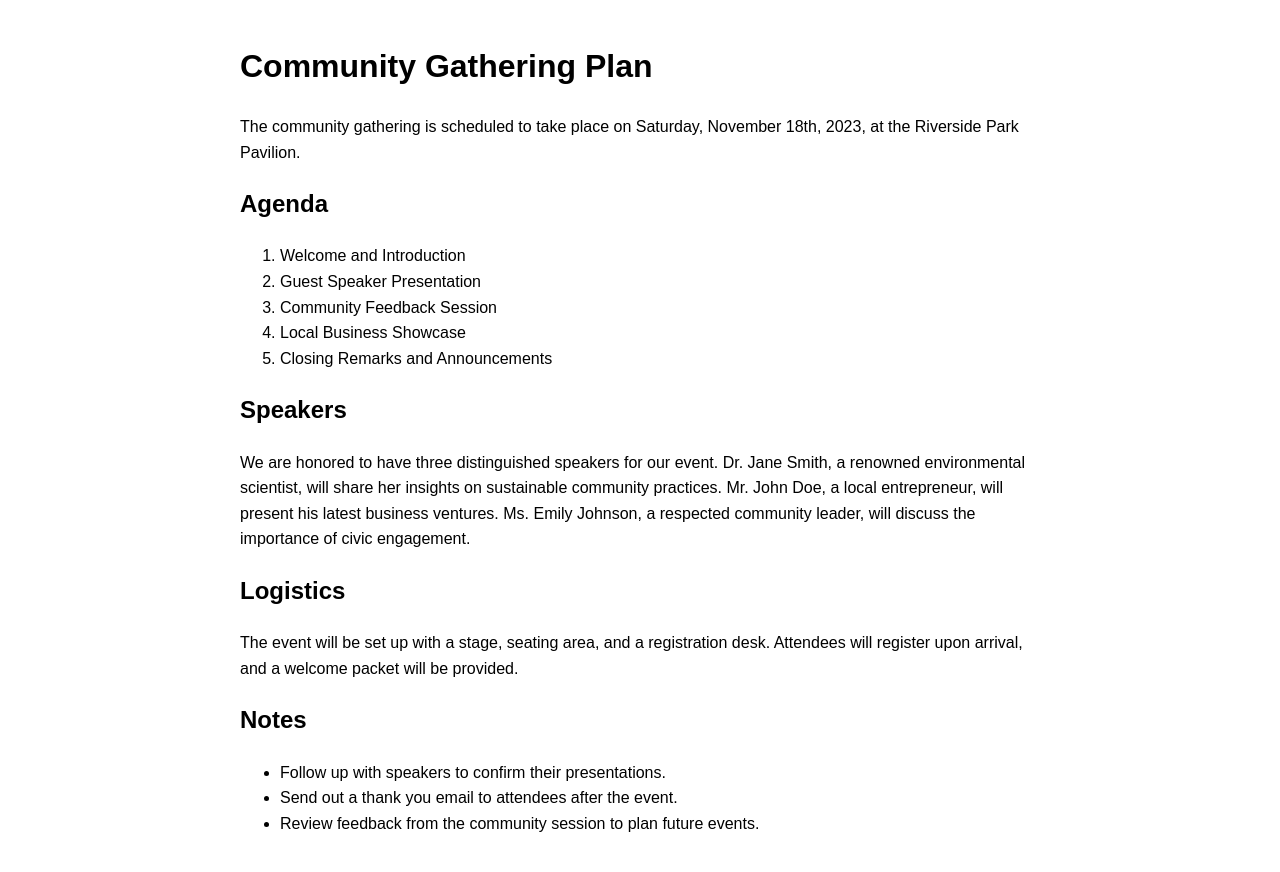 Community Gathering Plan
The community gathering is scheduled to take place on Saturday, November 18th, 2023, at the Riverside Park
Pavilion.
Agenda
1. Welcome and Introduction
2. Guest Speaker Presentation
3. Community Feedback Session
4. Local Business Showcase
5. Closing Remarks and Announcements
Speakers
We are honored to have three distinguished speakers for our event. Dr. Jane Smith, a renowned environmental
scientist, will share her insights on sustainable community practices. Mr. John Doe, a local entrepreneur, will
present his latest business ventures. Ms. Emily Johnson, a respected community leader, will discuss the
importance of civic engagement.
Logistics
The event will be set up with a stage, seating area, and a registration desk. Attendees will register upon arrival,
and a welcome packet will be provided.
Notes
• Follow up with speakers to confirm their presentations.
• Send out a thank you email to attendees after the event.
• Review feedback from the community session to plan future events.